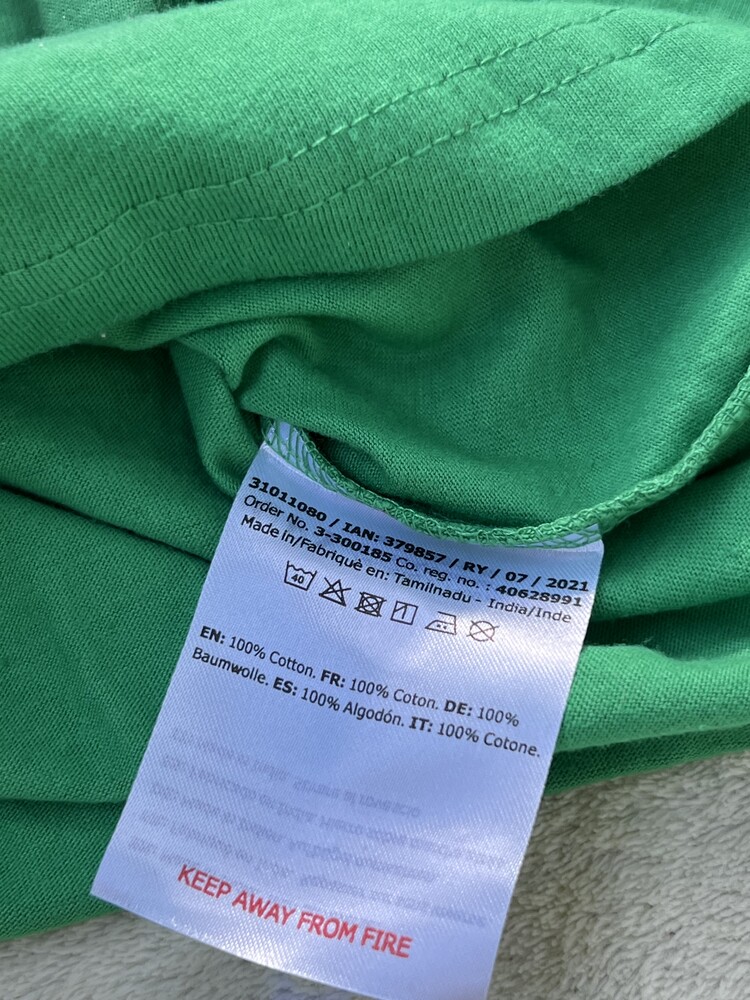 31011080 / IAN: 379857 / RY / 07 / 2021
Order No. 3-300185 Co. reg. no. : 40628991
Made in/Fabriqué en: Tamilnadu - India/Inde
40
EN: 100% Cotton. FR: 100% Coton. DE: 100%
Baumwolle. ES: 100% Algodón. IT: 100% Cotone.
KEEP AWAY FROM FIRE